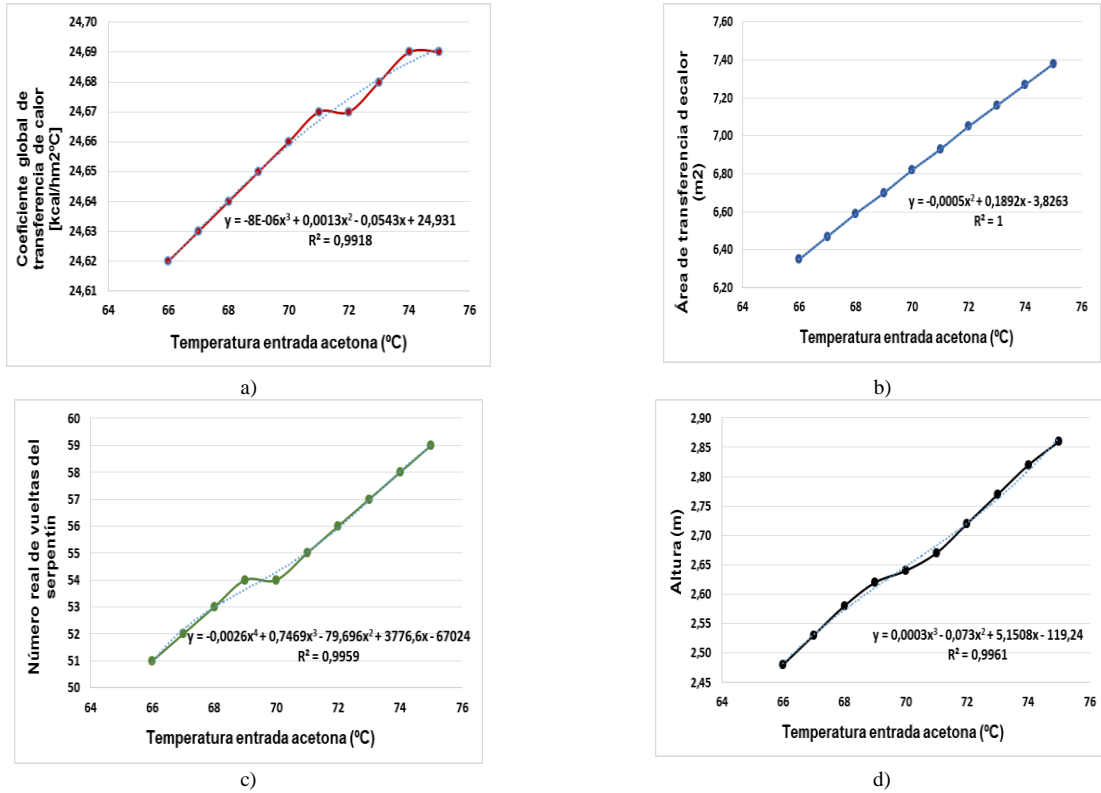 24,70
24,69
24,68
24,67
24,66
24,65
24,64
24,63
24,62
24,61
64
66
68
70
72
74
76
Coeficiente global de
transferencia de calor
[kcal/hm2ºC]
y = -8E-06x³ + 0,0013x² - 0,0543x + 24,931
R² = 0,9918
Temperatura entrada acetona (ºC)
a)
7,60
7,40
7,20
7,00
6,80
6,60
6,40
6,20
64
66
68
70
72
74
76
Área de transferencia d ecalor
(m2)
y = -0,0005x² + 0,1892x - 3,8263
R² = 1
Temperatura entrada acetona (ºC)
b)
60
59
58
57
56
55
54
53
52
51
50
64
66
68
70
72
74
76
Número real de vueltas del
serpentín
y = -0,0026x⁴ + 0,7469x³ - 79,696x² + 3776,6x - 67024
R² = 0,9959
Temperatura entrada acetona (ºC)
c)
2,90
2,85
2,80
2,75
2,70
2,65
2,60
2,55
2,50
2,45
64
66
68
70
72
74
76
Altura (m)
y = 0,0003x³ - 0,073x² + 5,1508x - 119,24
R² = 0,9961
Temperatura entrada acetona (ºC)
d)